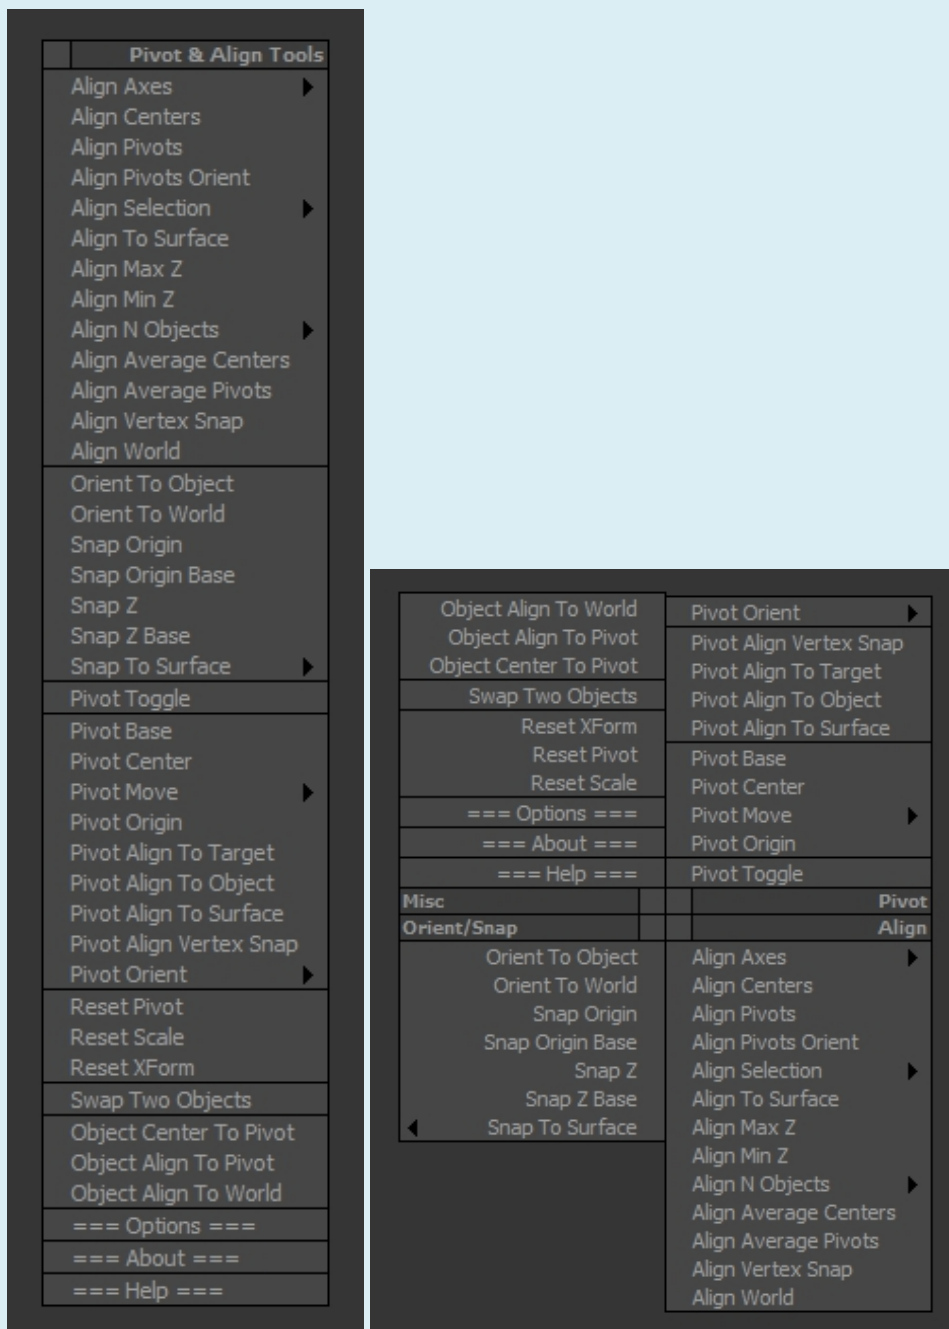 Pivot & Align Tools
Align Axes
Align Centers
Align Pivots
Align Pivots Orient
Align Selection
Align To Surface
Align Max Z
Align Min Z
Align N Objects
Align Average Centers
Align Average Pivots
Align Vertex Snap
Align World
Orient To Object
Orient To World
Snap Origin
Snap Origin Base
Snap Z
Snap Z Base
Snap To Surface
Pivot Toggle
Pivot Base
Pivot Center
Pivot Move
Pivot Origin
Pivot Align To Target
Pivot Align To Object
Pivot Align To Surface
Pivot Align Vertex Snap
Pivot Orient
Reset Pivot
Reset Scale
Reset XForm
Swap Two Objects
Object Center To Pivot
Object Align To Pivot
Object Align To World
=== Options ===
=== About ===
=== Help ===
Object Align To World
Object Align To Pivot
Object Center To Pivot
Swap Two Objects
Reset XForm
Reset Pivot
Reset Scale
=== Options ===
=== About ===
=== Help ===
Misc
Pivot Orient
Pivot Align Vertex Snap
Pivot Align To Target
Pivot Align To Object
Pivot Align To Surface
Pivot Base
Pivot Center
Pivot Move
Pivot Origin
Pivot Toggle
Pivot
Orient/Snap
Orient To Object
Orient To World
Snap Origin
Snap Origin Base
Snap Z
Snap Z Base
Snap To Surface
Align
Align Axes
Align Centers
Align Pivots
Align Pivots Orient
Align Selection
Align To Surface
Align Max Z
Align Min Z
Align N Objects
Align Average Centers
Align Average Pivots
Align Vertex Snap
Align World